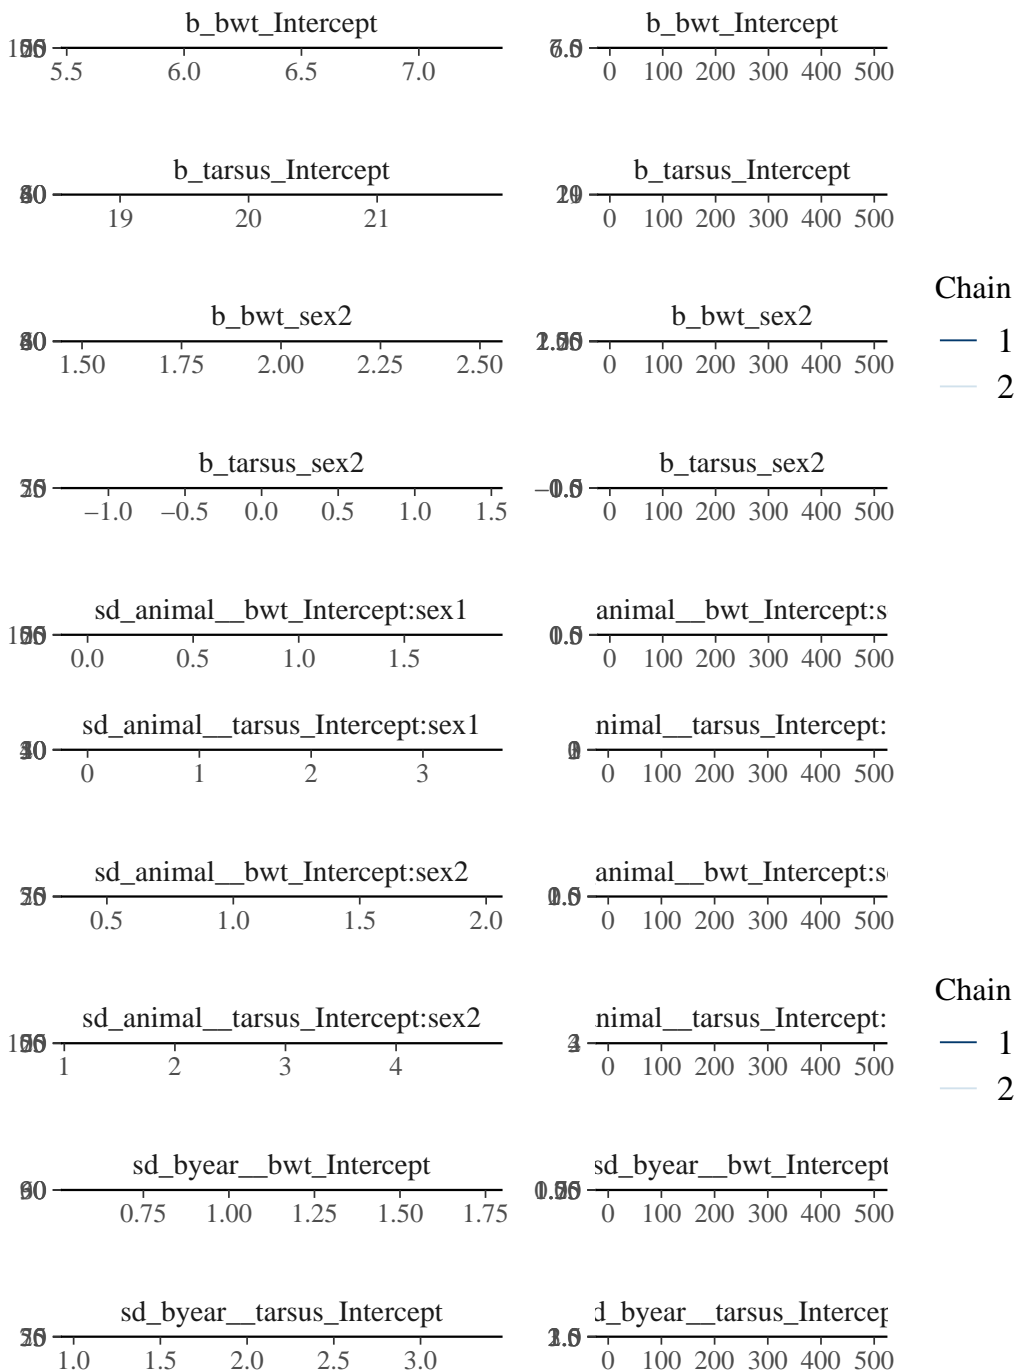 b_bwt_Intercept b_bwt_Intercept
5.5 6.0 6.5 7.0 0 100 200 300 400 500
b_tarsus_Intercept b_tarsus_Intercept
19 20 21 0 100 200 300 400 500
Chain
b_bwt_sex2 b_bwt_sex2
1
1.50 1.75 2.00 2.25 2.50 0 100 200 300 400 500
2
b_tarsus_sex2 b_tarsus_sex2
−1.0 −0.5 0.0 0.5 1.0 1.5 0 100 200 300 400 500
sd_animal__bwt_Intercept:sex1 animal__bwt_Intercept:s
0.0 0.5 1.0 1.5 0 100 200 300 400 500
sd_animal__tarsus_Intercept:sex1 nimal__tarsus_Intercept:
0 1 2 3 0 100 200 300 400 500
sd_animal__bwt_Intercept:sex2 animal__bwt_Intercept:s
0.5 1.0 1.5 2.0 0 100 200 300 400 500
Chain
sd_animal__tarsus_Intercept:sex2 nimal__tarsus_Intercept:
1
1 2 3 4 0 100 200 300 400 500
2
sd_byear__bwt_Intercept sd_byear__bwt_Intercept
0.75 1.00 1.25 1.50 1.75 0 100 200 300 400 500
sd_byear__tarsus_Intercept d_byear__tarsus_Intercep
1.0 1.5 2.0 2.5 3.0 0 100 200 300 400 500